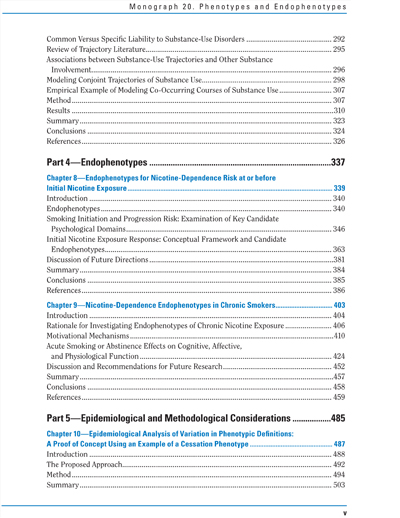 Monograph 20. Phenotypes and Endophenotypes
Common Versus Specific Liability to Substance-Use Disorders ... 292
Review of Trajectory Literature ... 295
Associations between Substance-Use Trajectories and Other Substance
Involvement ... 296
Modeling Conjoint Trajectories of Substance Use ... 298
Empirical Example of Modeling Co-Occurring Courses of Substance Use ... 307
Method ... 307
Results ... 310
Summary ... 323
Conclusions ... 324
References ... 326
Part 4—Endophenotypes ... 337
Chapter 8—Endophenotypes for Nicotine-Dependence Risk at or before
Initial Nicotine Exposure ... 339
Introduction ... 340
Endophenotypes ... 340
Smoking Initiation and Progression Risk: Examination of Key Candidate
Psychological Domains ... 346
Initial Nicotine Exposure Response: Conceptual Framework and Candidate
Endophenotypes ... 363
Discussion of Future Directions ... 381
Summary ... 384
Conclusions ... 385
References ... 386
Chapter 9—Nicotine-Dependence Endophenotypes in Chronic Smokers ... 403
Introduction ... 404
Rationale for Investigating Endophenotypes of Chronic Nicotine Exposure ... 406
Motivational Mechanisms ... 410
Acute Smoking or Abstinence Effects on Cognitive, Affective,
and Physiological Function ... 424
Discussion and Recommendations for Future Research ... 452
Summary ... 457
Conclusions ... 458
References ... 459
Part 5—Epidemiological and Methodological Considerations ... 485
Chapter 10—Epidemiological Analysis of Variation in Phenotypic Definitions:
A Proof of Concept Using an Example of a Cessation Phenotype ... 487
Introduction ... 488
The Proposed Approach ... 492
Method ... 494
Summary ... 503
v